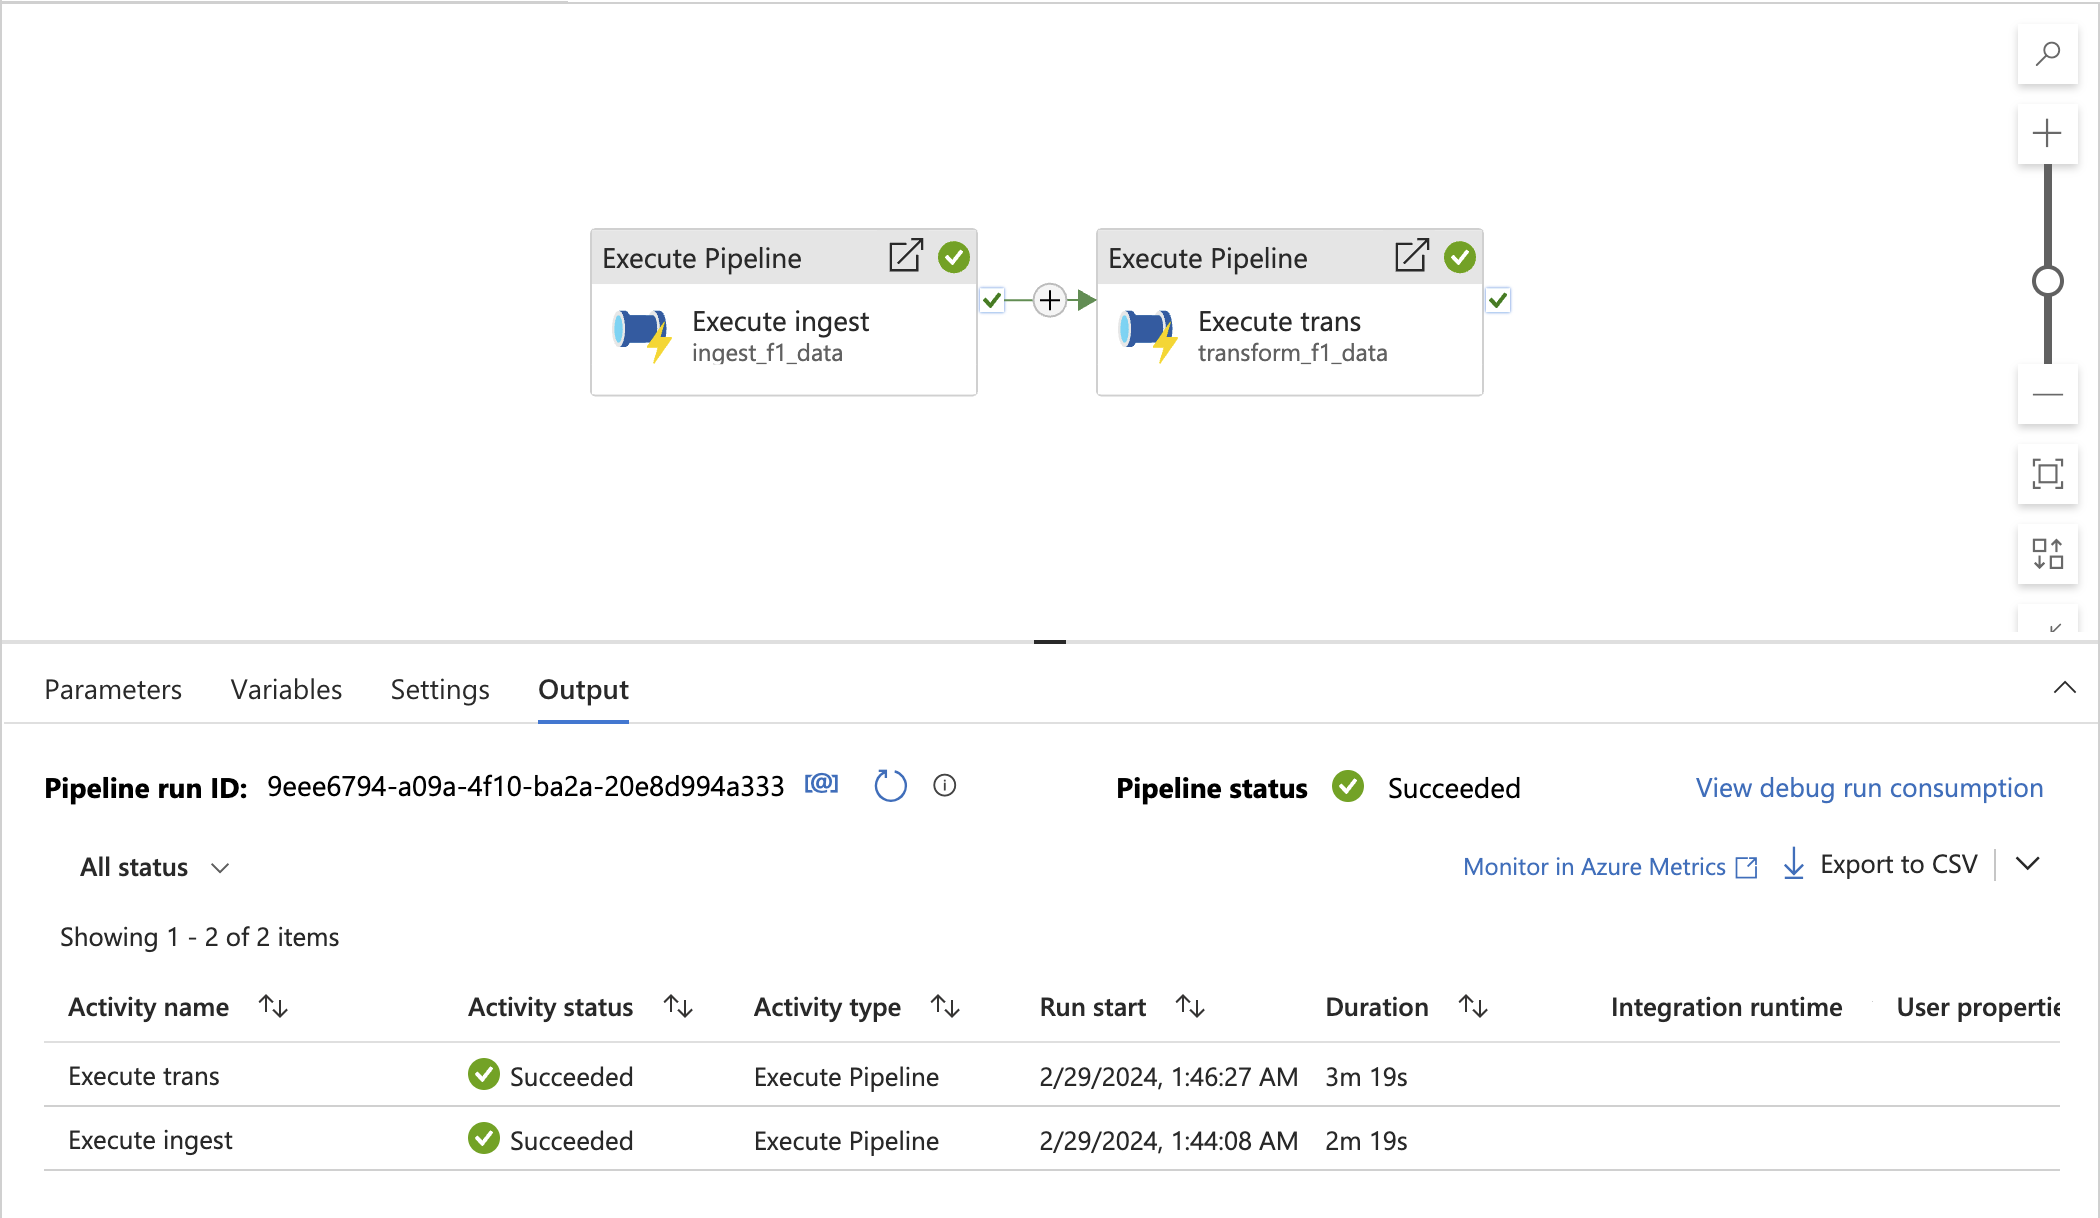 Execute Pipeline
Execute ingest
ingest_f1_data
Execute Pipeline
Execute trans
transform_f1_data
Parameters Variables Settings Output
Pipeline run ID: 9eee6794-a09a-4f10-ba2a-20e8d994a333 [@] Pipeline status Succeeded View debug run consumption
All status Monitor in Azure Metrics Export to CSV
Showing 1 - 2 of 2 items
Activity name Activity status Activity type Run start Duration Integration runtime User propertie
Execute trans Succeeded Execute Pipeline 2/29/2024, 1:46:27 AM 3m 19s
Execute ingest Succeeded Execute Pipeline 2/29/2024, 1:44:08 AM 2m 19s